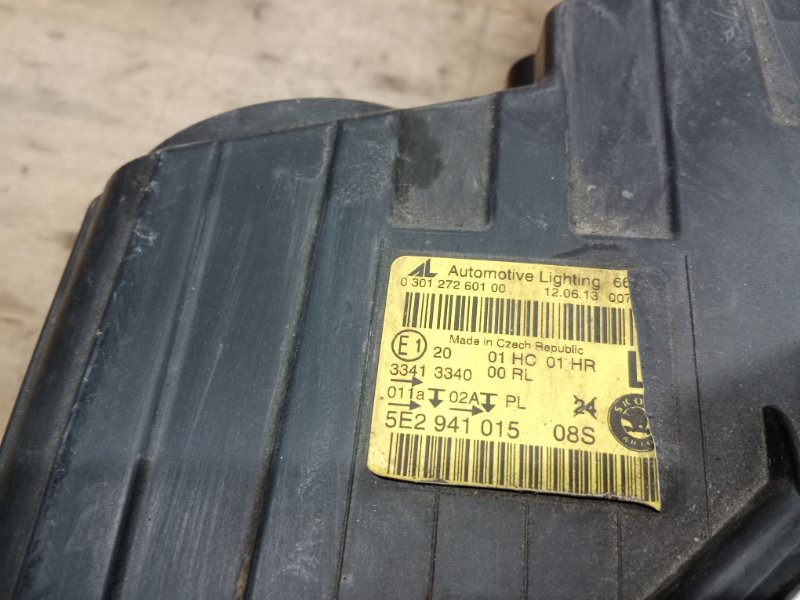 AL Automotive Lighting
0 301 272 601 00 12.06.13 007
Made in Czech Republic
E1 20 01 HC 01 HR
3341 3340 00 RL
011a 02A PL 24
5E2 941 015 08S
L